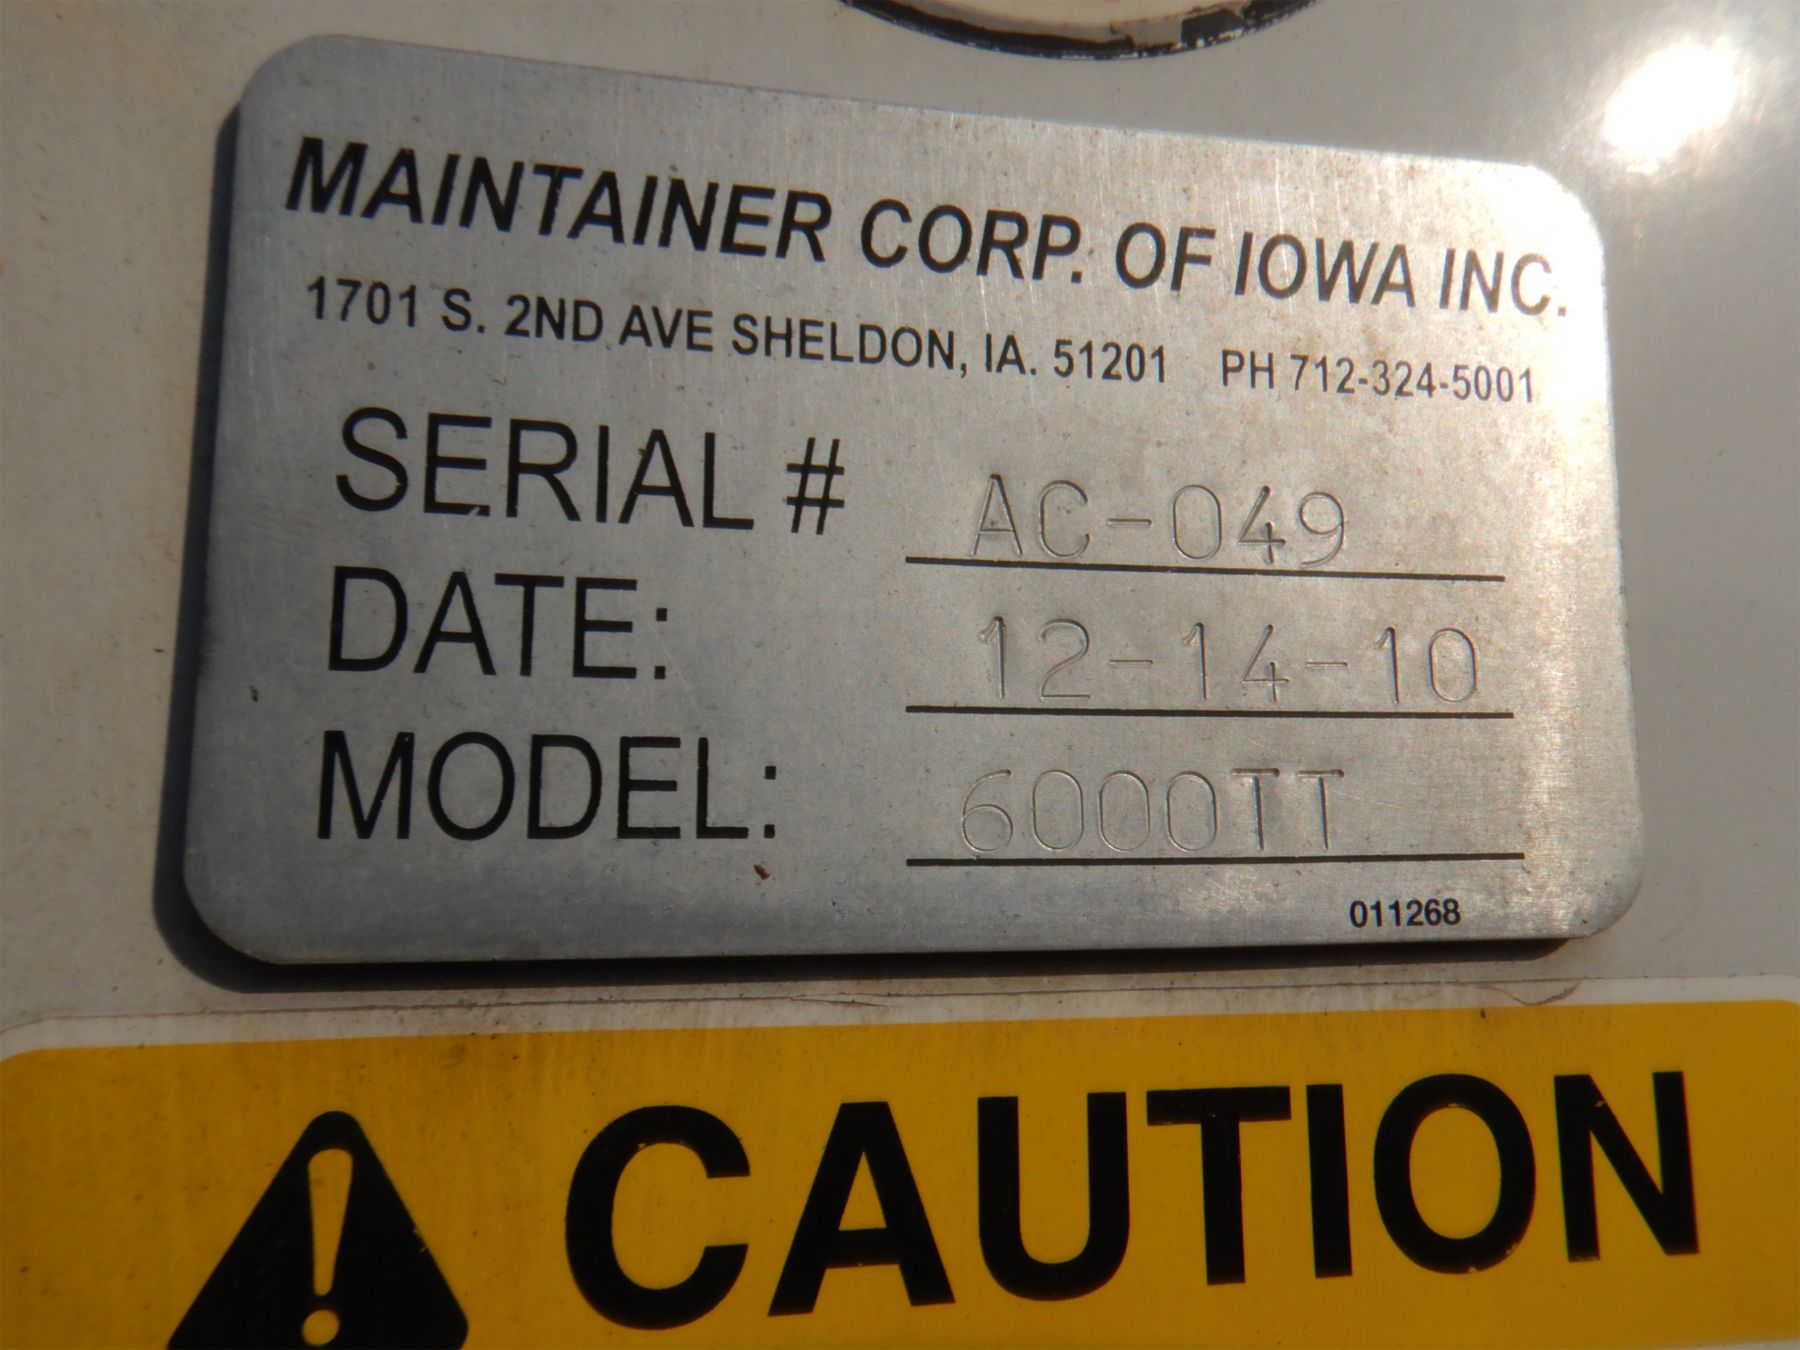 MAINTAINER CORP. OF IOWA INC.
1701 S. 2ND AVE SHELDON, IA. 51201 PH 712-324-5001
SERIAL # AC-049
DATE: 12-14-10
MODEL: 6000TT
011268
CAUTION